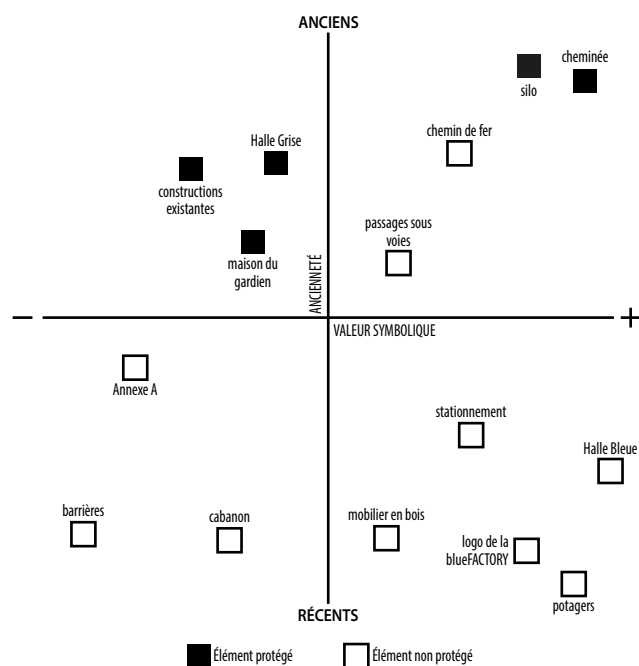 ANCIENS
cheminée
silo
chemin de fer
Halle Grise
constructions
existantes
passages sous
voies
maison du
gardien
ANCIENNETÉ
— +
VALEUR SYMBOLIQUE
Annexe A
stationnement
Halle Bleue
barrières
cabanon
mobilier en bois
logo de la
blueFACTORY
potagers
RÉCENTS
Élément protégé
Élément non protégé